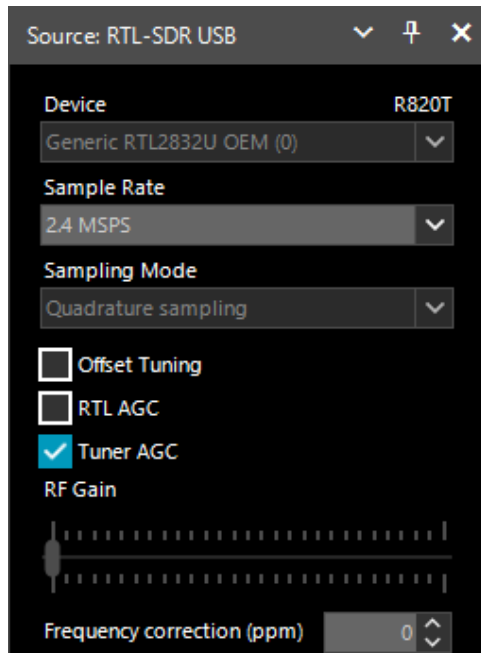 Source: RTL-SDR USB
Device R820T
Generic RTL2832U OEM (0)
Sample Rate
2.4 MSPS
Sampling Mode
Quadrature sampling
Offset Tuning
RTL AGC
Tuner AGC
RF Gain
Frequency correction (ppm) 0